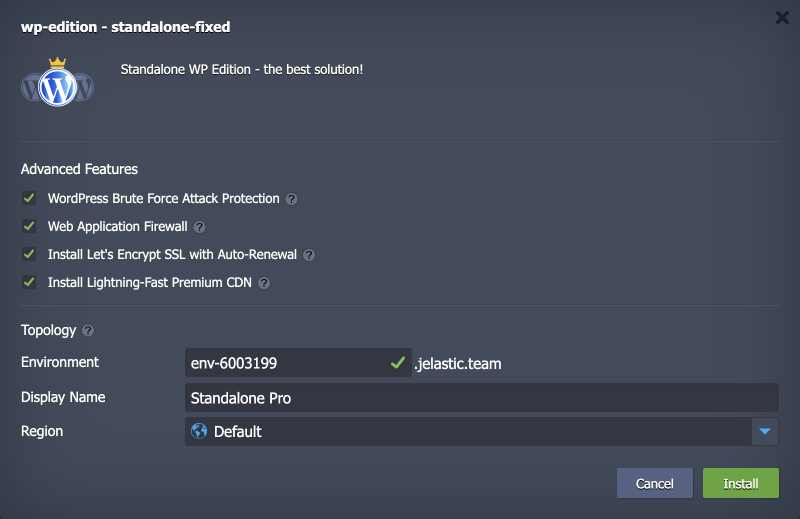 wp-edition - standalone-fixed
Standalone WP Edition - the best solution!
Advanced Features
WordPress Brute Force Attack Protection ?
Web Application Firewall ?
Install Let's Encrypt SSL with Auto-Renewal ?
Install Lightning-Fast Premium CDN ?
Topology ?
Environment env-6003199 .jelastic.team
Display Name Standalone Pro
Region Default
Cancel Install